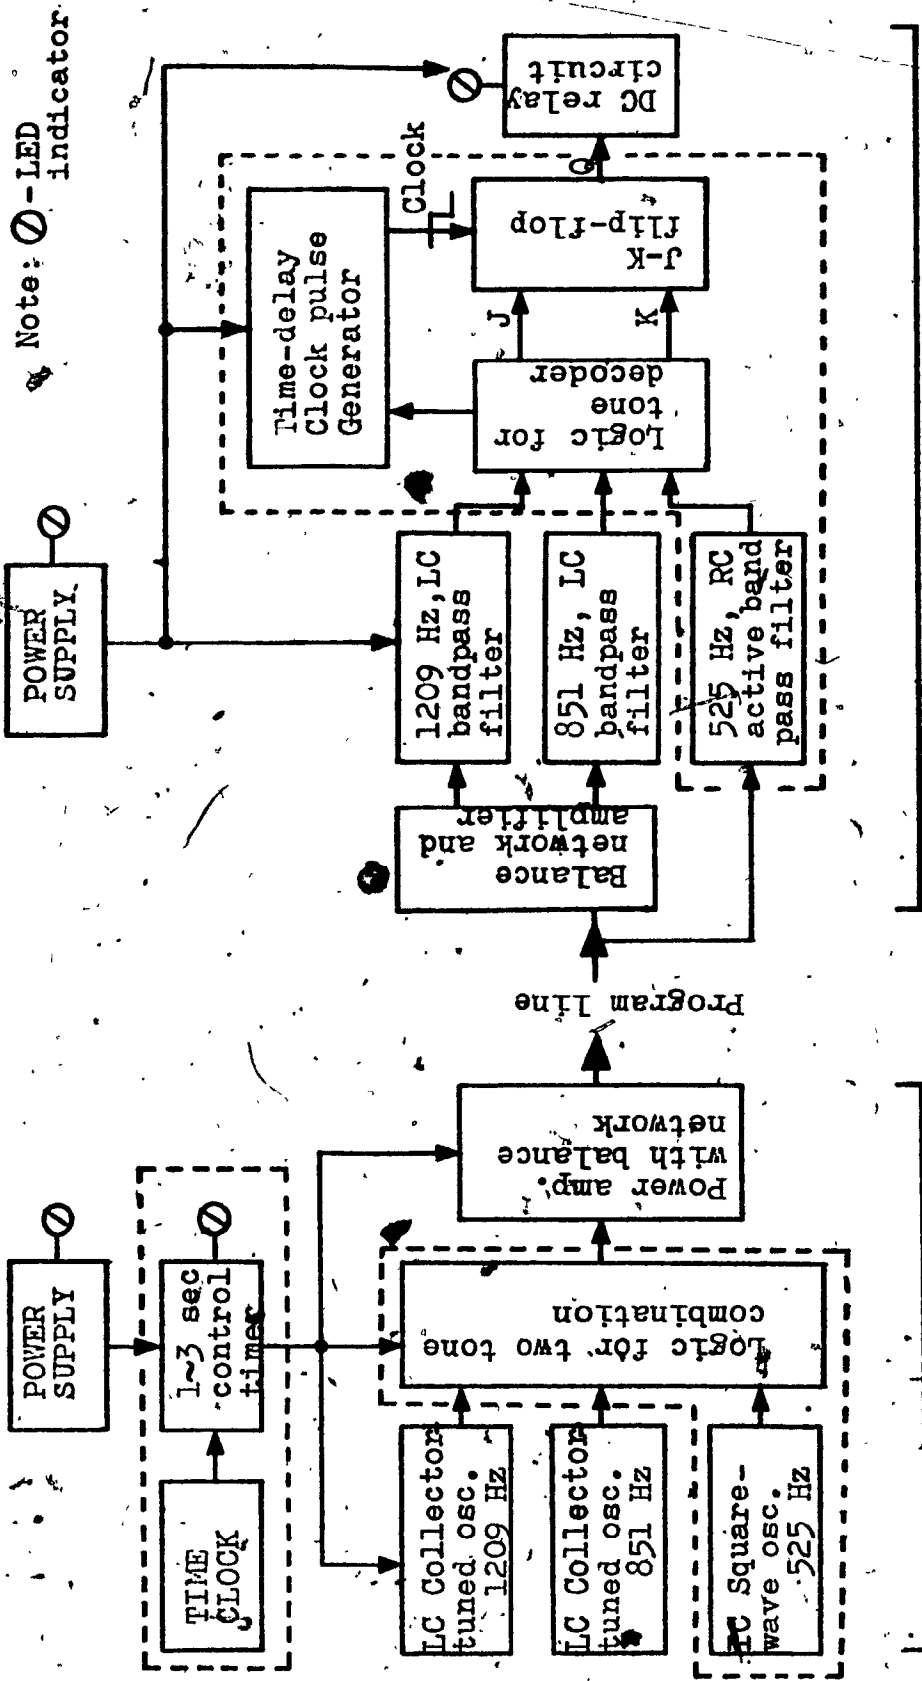 Note: ⊘-LED
indicator
POWER
SUPPLY
TIME
CLOCK
1~3 sec
control
timer
LC Collector
tuned osc.
1209 Hz
LC Collector
tuned osc.
851 Hz
Square-
wave osc.
525 Hz
Logic for two tone
combination
Power amp.
with balance
network
Program line
POWER
SUPPLY
Balance
network and
amplifier
1209 Hz, LC
bandpass
filter
851 Hz, LC
bandpass
filter
525 Hz, RC
active band
pass filter
Logic for
tone
decoder
Time-delay
Clock pulse
Generator
Clock
J
K
J-K
flip-flop
Q
DC relay
circuit